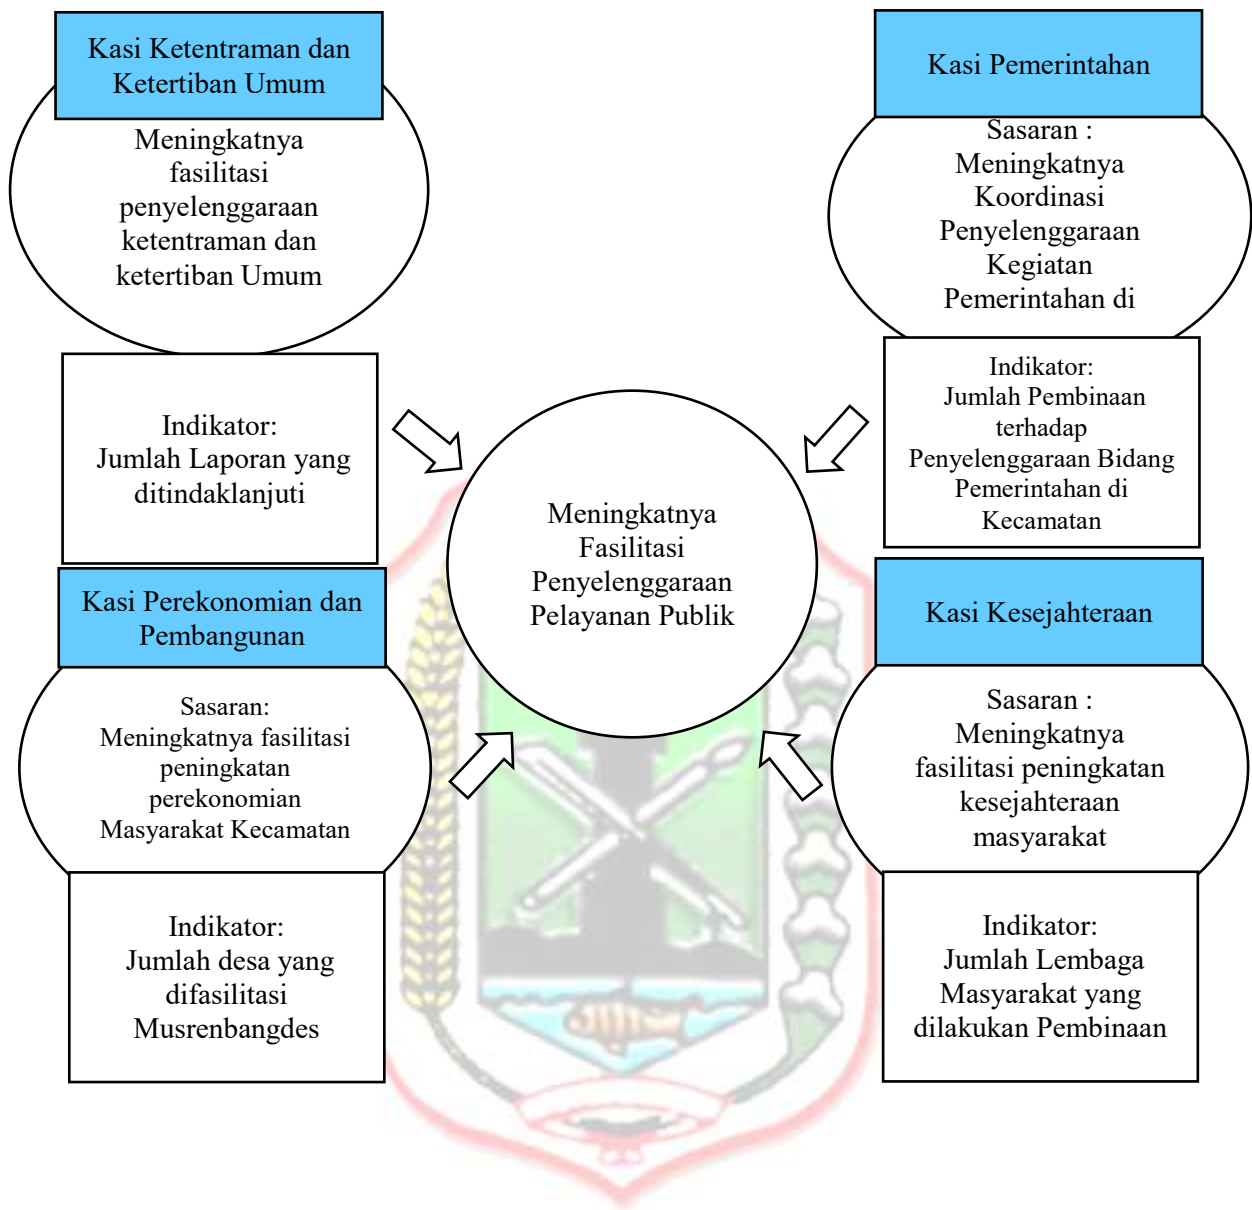 Kasi Ketentraman dan
Ketertiban Umum
Meningkatnya
fasilitasi
penyelenggaraan
ketentraman dan
ketertiban Umum
Indikator:
Jumlah Laporan yang
ditindaklanjuti
Kasi Pemerintahan
Sasaran :
Meningkatnya
Koordinasi
Penyelenggaraan
Kegiatan
Pemerintahan di
Indikator:
Jumlah Pembinaan
terhadap
Penyelenggaraan Bidang
Pemerintahan di
Kecamatan
Meningkatnya
Fasilitasi
Penyelenggaraan
Pelayanan Publik
Kasi Perekonomian dan
Pembangunan
Sasaran:
Meningkatnya fasilitasi
peningkatan
perekonomian
Masyarakat Kecamatan
Indikator:
Jumlah desa yang
difasilitasi
Musrenbangdes
Kasi Kesejahteraan
Sasaran :
Meningkatnya
fasilitasi peningkatan
kesejahteraan
masyarakat
Indikator:
Jumlah Lembaga
Masyarakat yang
dilakukan Pembinaan